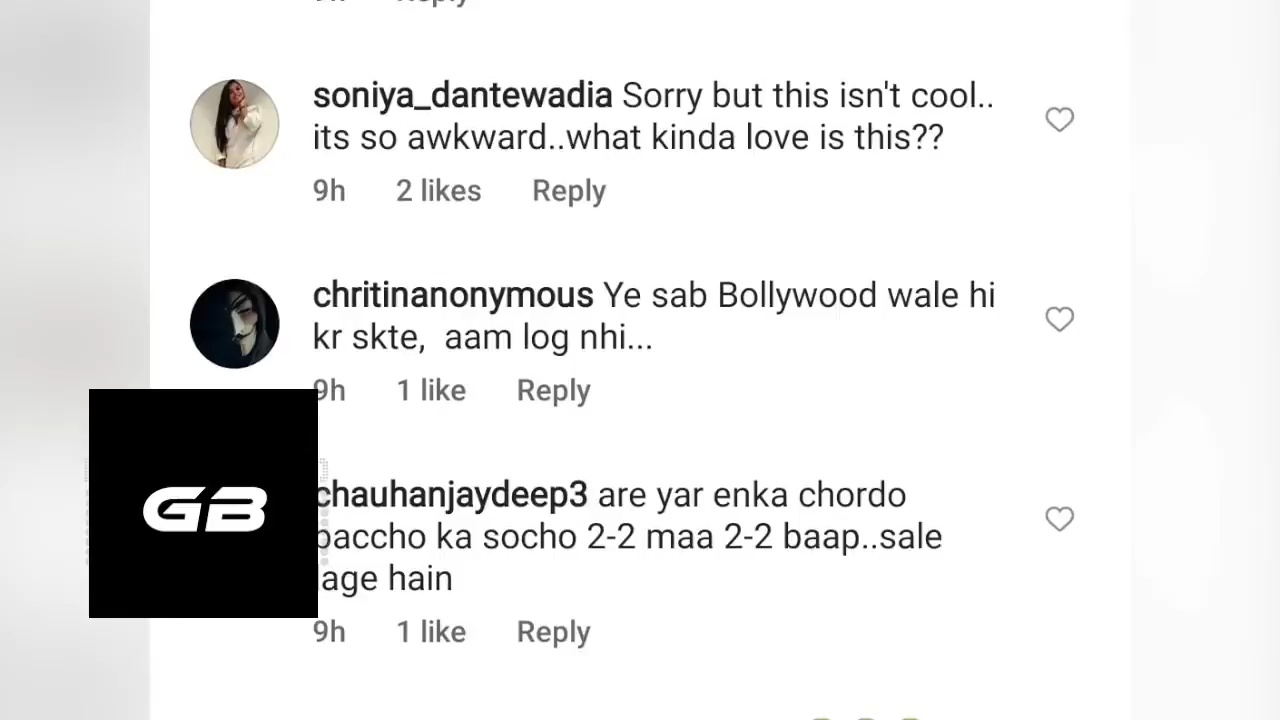 soniya_dantewadia Sorry but this isn't cool..
its so awkward..what kinda love is this??
9h 2 likes Reply
chritinanonymous Ye sab Bollywood wale hi
kr skte, aam log nhi...
9h 1 like Reply
GB
chauhanjaydeep3 are yar enka chordo
baccho ka socho 2-2 maa 2-2 baap..sale
hain
9h 1 like Reply